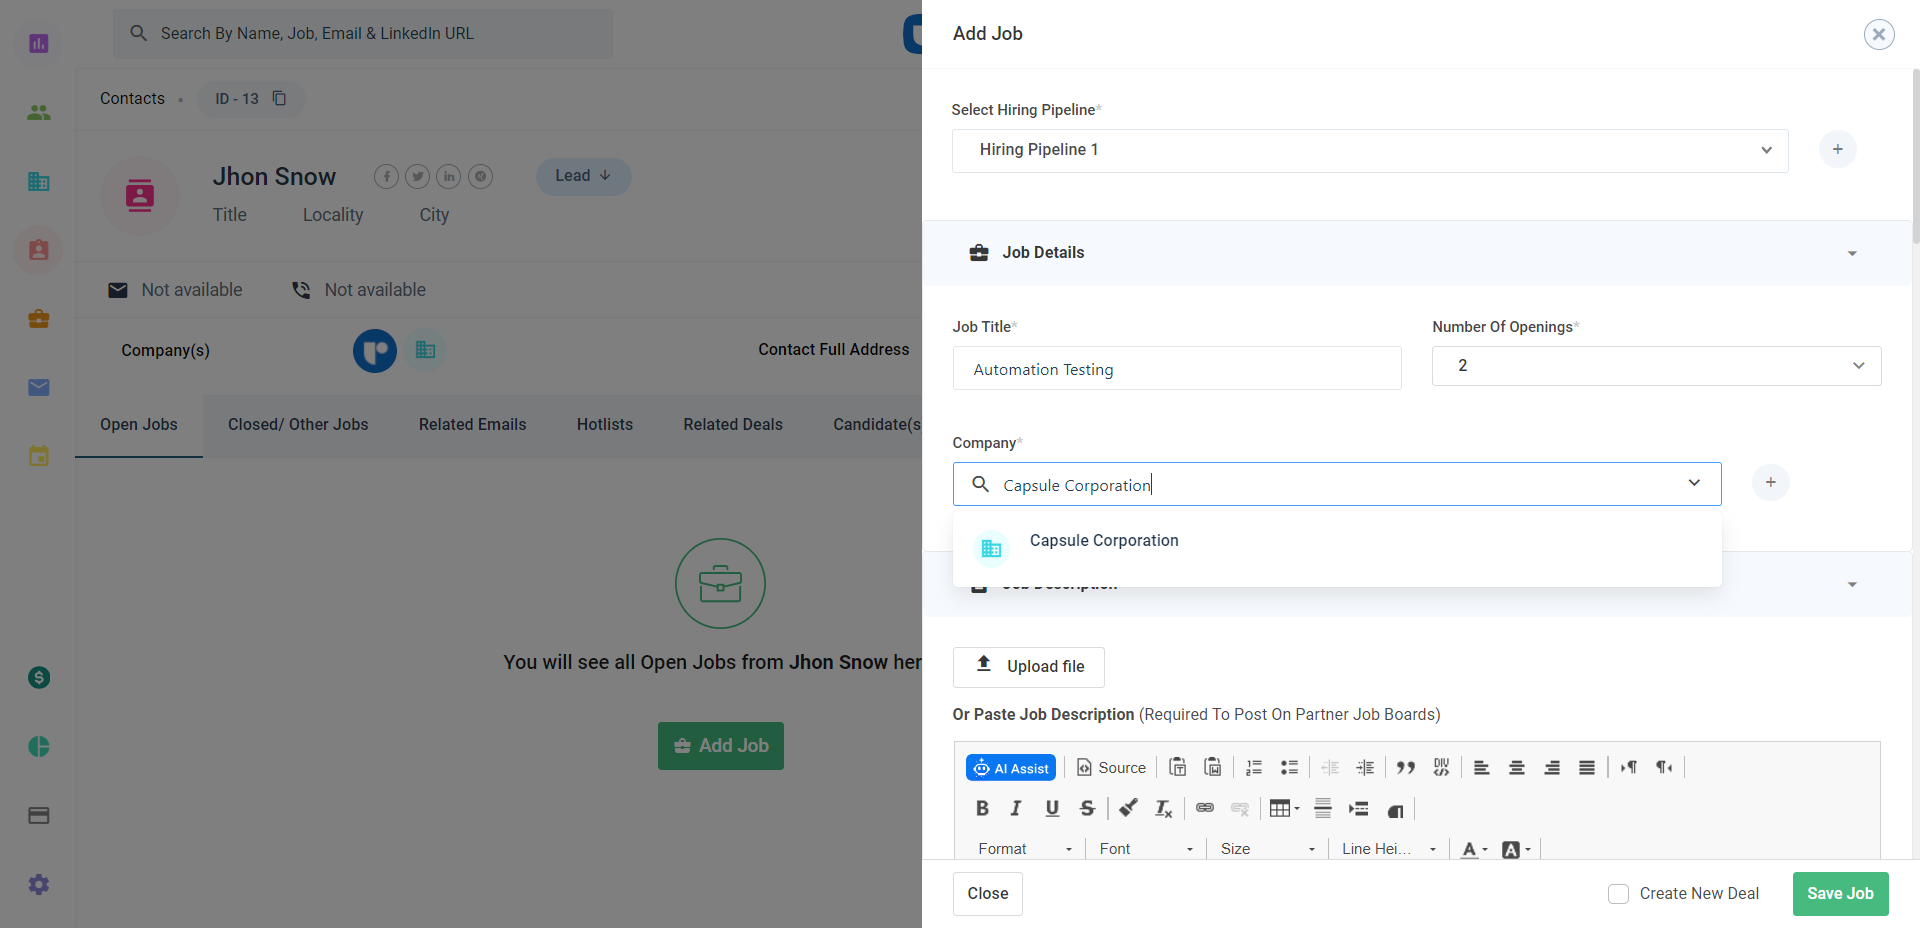 Search By Name, Job, Email & LinkedIn URL
Contacts
ID - 13
Jhon Snow
Lead
Title
Locality
City
Not available
Not available
Company(s)
Contact Full Address
Open Jobs
Closed/ Other Jobs
Related Emails
Hotlists
Related Deals
Candidate(s
You will see all Open Jobs from Jhon Snow her
Add Job
Add Job
Select Hiring Pipeline*
Hiring Pipeline 1
Job Details
Job Title*
Automation Testing
Number Of Openings*
2
Company*
Capsule Corporation
Capsule Corporation
Job Description
Upload file
Or Paste Job Description (Required To Post On Partner Job Boards)
AI Assist
Source
Format
Font
Size
Line Hei...
Close
Create New Deal
Save Job